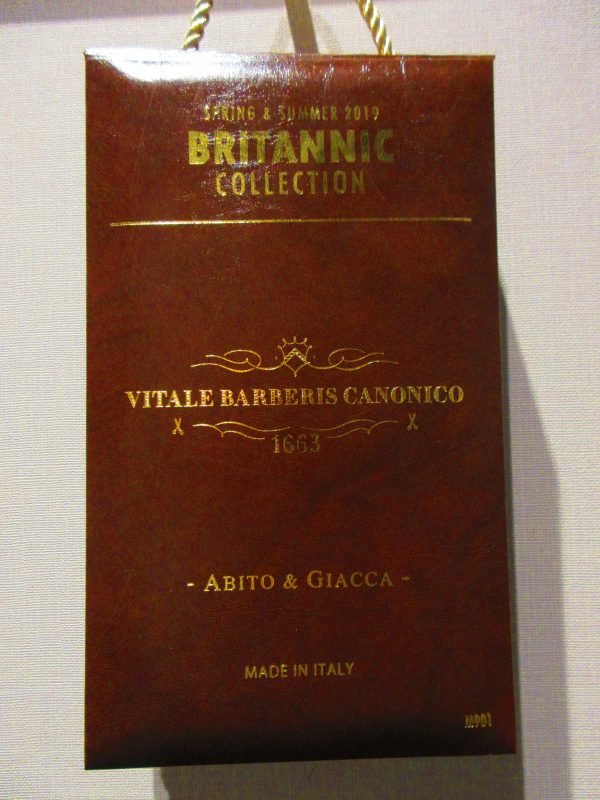 SPRING & SUMMER 2019
BRITANNIC
COLLECTION
VITALE BARBERIS CANONICO
1663
- ABITO & GIACCA -
MADE IN ITALY
M901